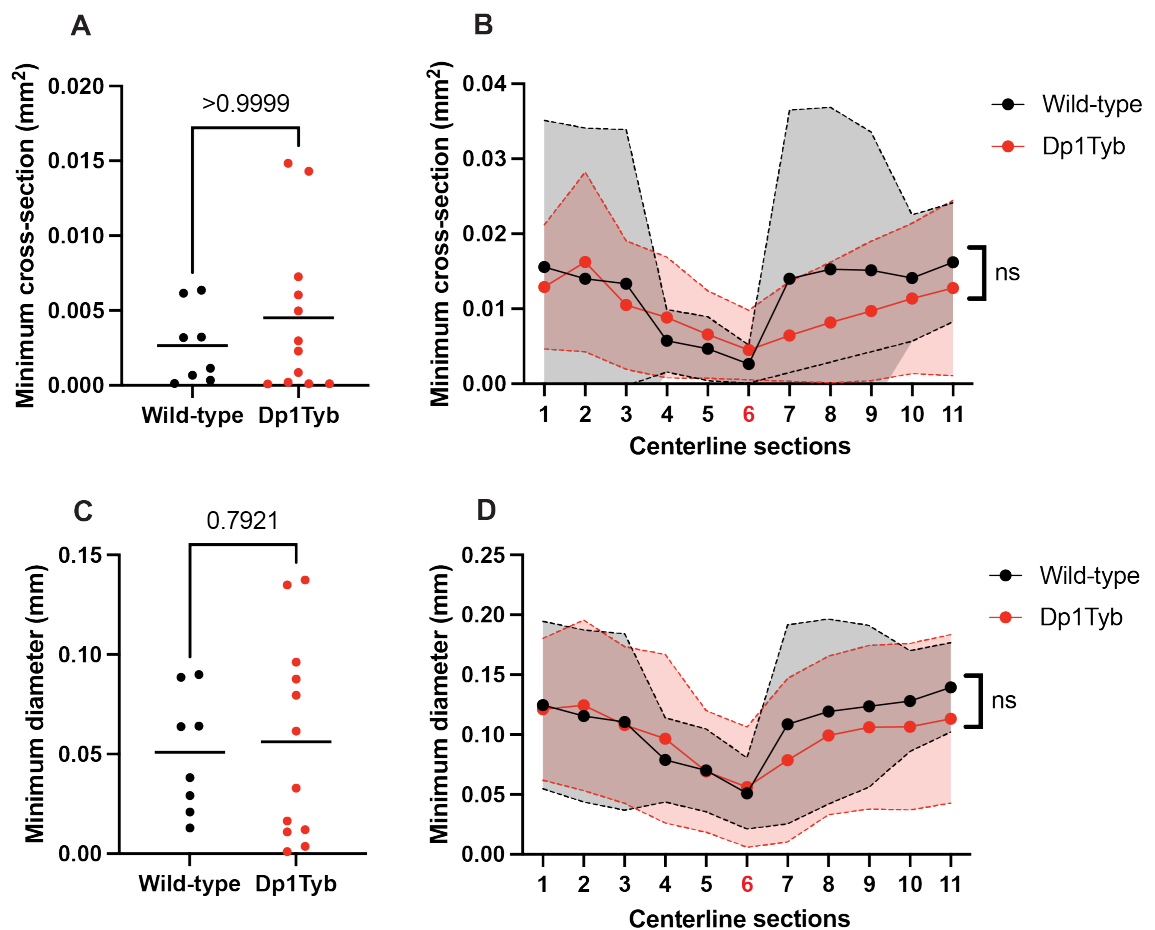 A
Minimum cross-section (mm2)
0.020
0.015
0.010
0.005
0.000
>0.9999
Wild-type Dp1Tyb
B
Minimum cross-section (mm2)
0.04
0.03
0.02
0.01
0.00
1 2 3 4 5 6 7 8 9 10 11
Centerline sections
Wild-type
Dp1Tyb
ns
C
Minimum diameter (mm)
0.15
0.10
0.05
0.00
0.7921
Wild-type Dp1Tyb
D
Minimum diameter (mm)
0.25
0.20
0.15
0.10
0.05
0.00
1 2 3 4 5 6 7 8 9 10 11
Centerline sections
Wild-type
Dp1Tyb
ns